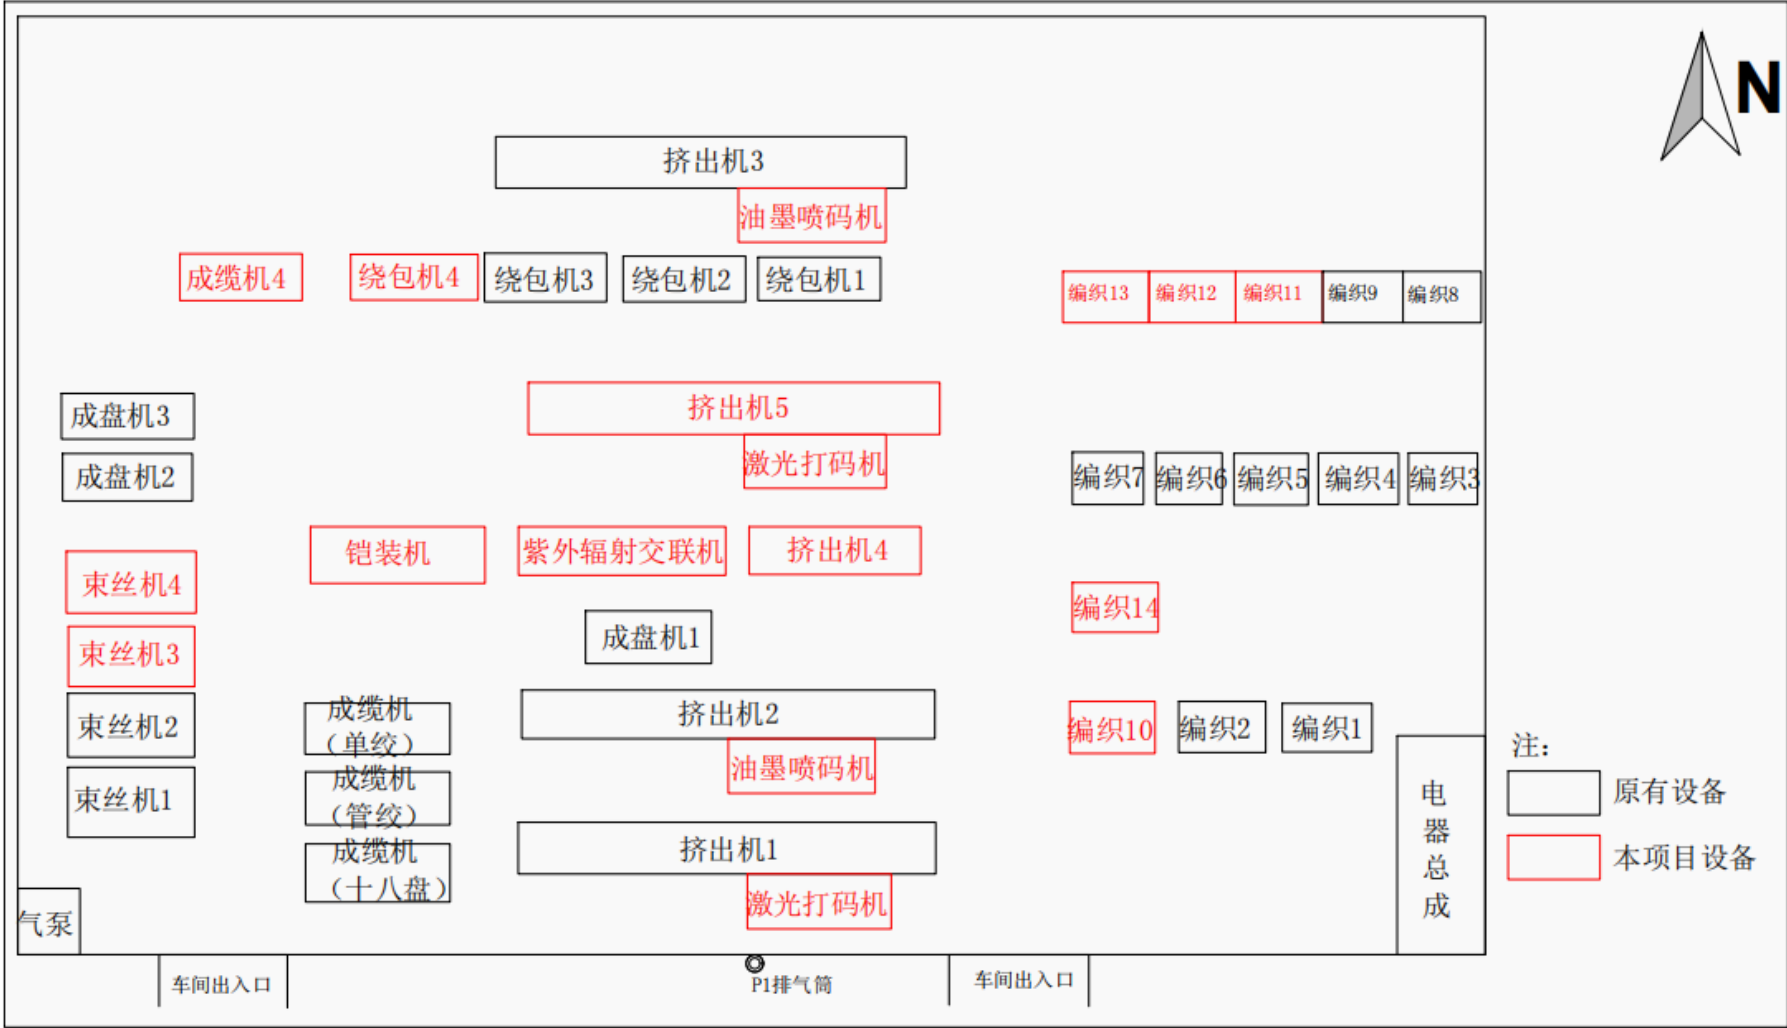 N
挤出机3
油墨喷码机
成缆机4
绕包机4
绕包机3
绕包机2
绕包机1
编织13
编织12
编织11
编织9
编织8
成盘机3
挤出机5
激光打码机
成盘机2
编织7
编织6
编织5
编织4
编织3
铠装机
紫外辐射交联机
挤出机4
束丝机4
编织14
成盘机1
束丝机3
成缆机
（单绞）
挤出机2
束丝机2
编织10
编织2
编织1
油墨喷码机
成缆机
（管绞）
束丝机1
挤出机1
成缆机
（十八盘）
激光打码机
气泵
电
器
总
成
注：
原有设备
本项目设备
车间出入口
P1排气筒
车间出入口